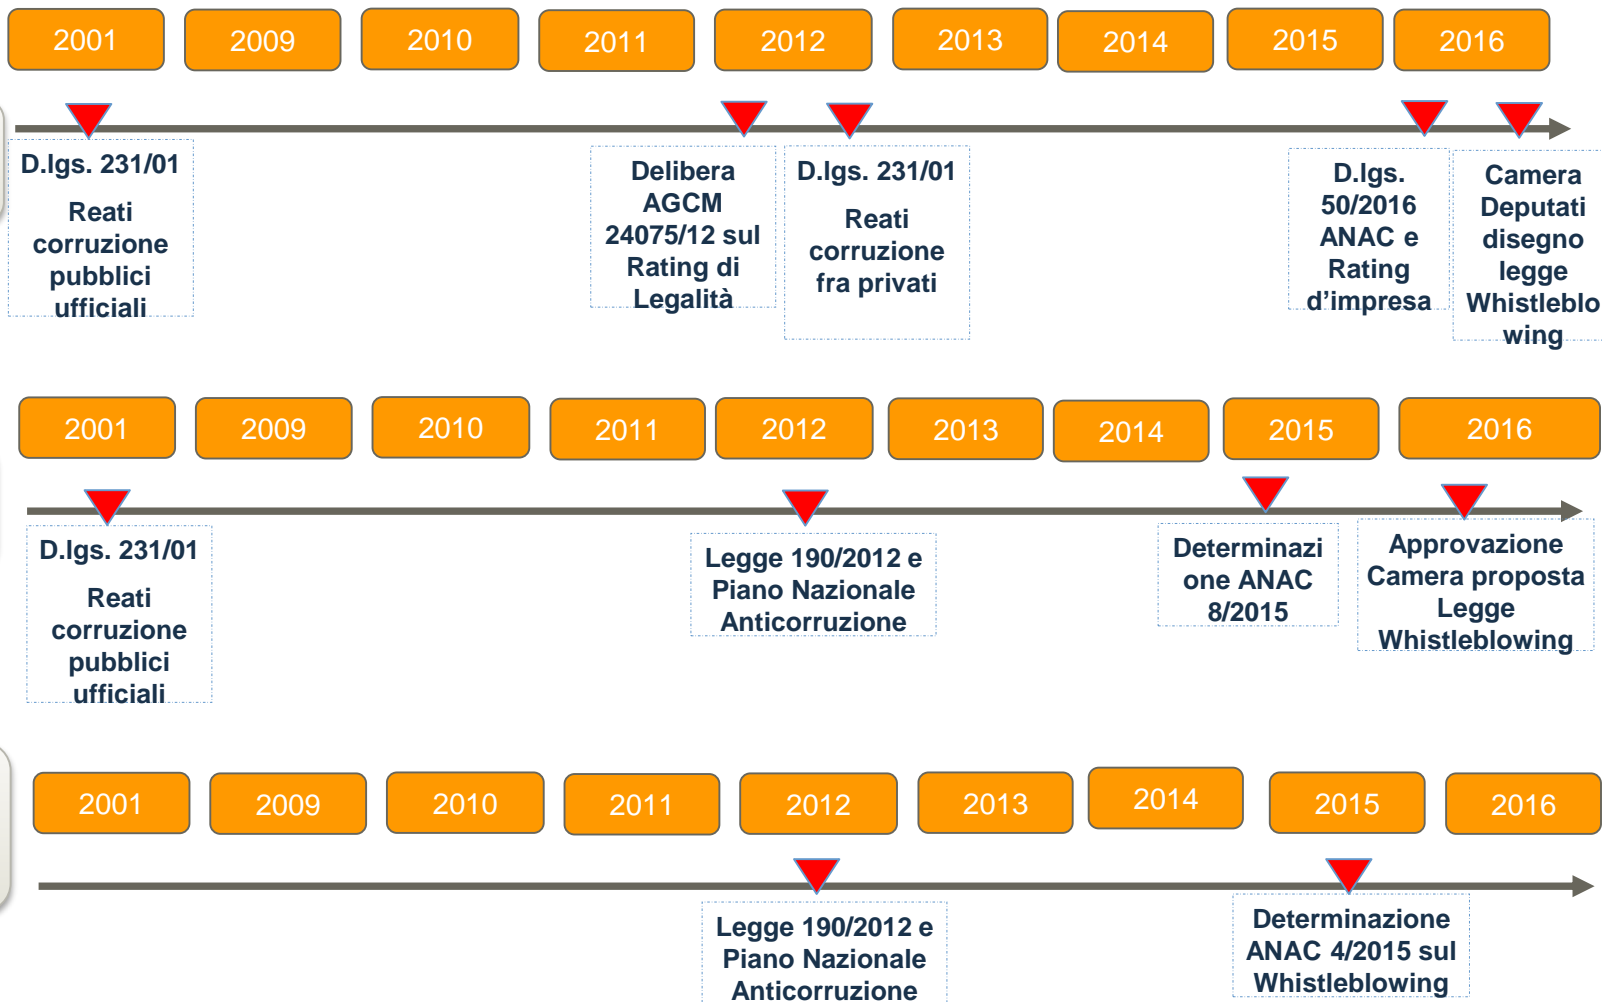 2001 2009 2010 2011 2012 2013 2014 2015 2016
D.lgs. 231/01
Reati
corruzione
pubblici
ufficiali
Delibera
AGCM
24075/12 sul
Rating di
Legalità
D.lgs. 231/01
Reati
corruzione
fra privati
D.lgs.
50/2016
ANAC e
Rating
d’impresa
Camera
Deputati
disegno
legge
Whistleblo
wing
2001 2009 2010 2011 2012 2013 2014 2015 2016
D.lgs. 231/01
Reati
corruzione
pubblici
ufficiali
Legge 190/2012 e
Piano Nazionale
Anticorruzione
Determinazi
one ANAC
8/2015
Approvazione
Camera proposta
Legge
Whistleblowing
2001 2009 2010 2011 2012 2013 2014 2015 2016
Legge 190/2012 e
Piano Nazionale
Anticorruzione
Determinazione
ANAC 4/2015 sul
Whistleblowing